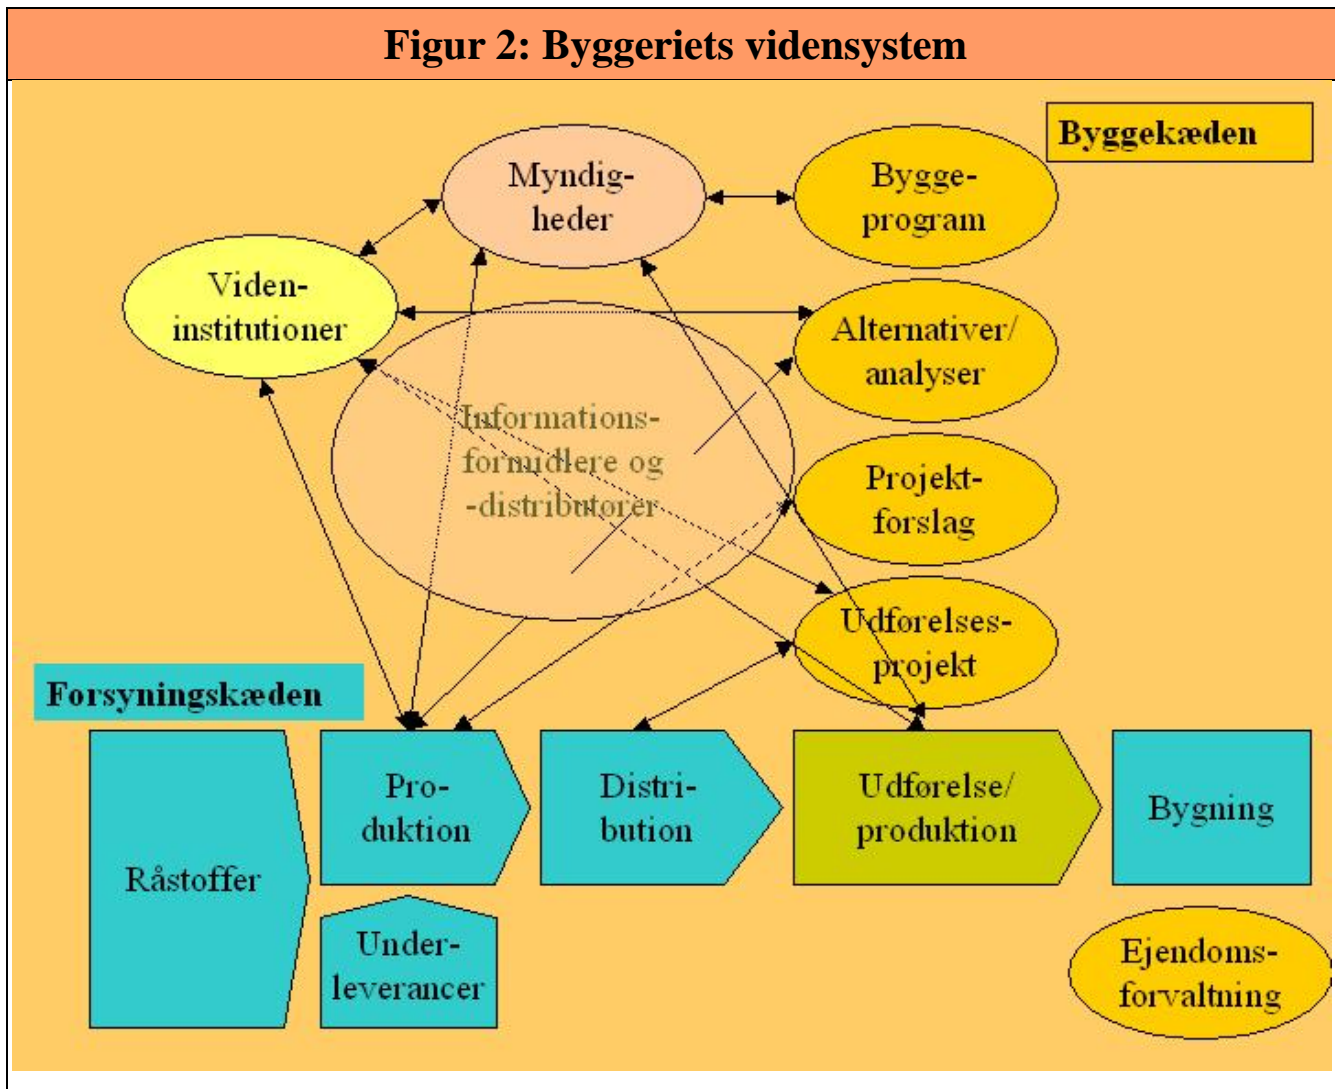 Figur 2: Byggeriets vidensystem
Byggekæden
Myndig-
heder
Bygge-
program
Viden-
institutioner
Alternativer/
analyser
Informations-
formidlere og
-distributører
Projekt-
forslag
Udførelses-
projekt
Forsyningskæden
Råstoffer
Pro-
duktion
Distri-
bution
Udførelse/
produktion
Bygning
Under-
leverancer
Ejendoms-
forvaltning